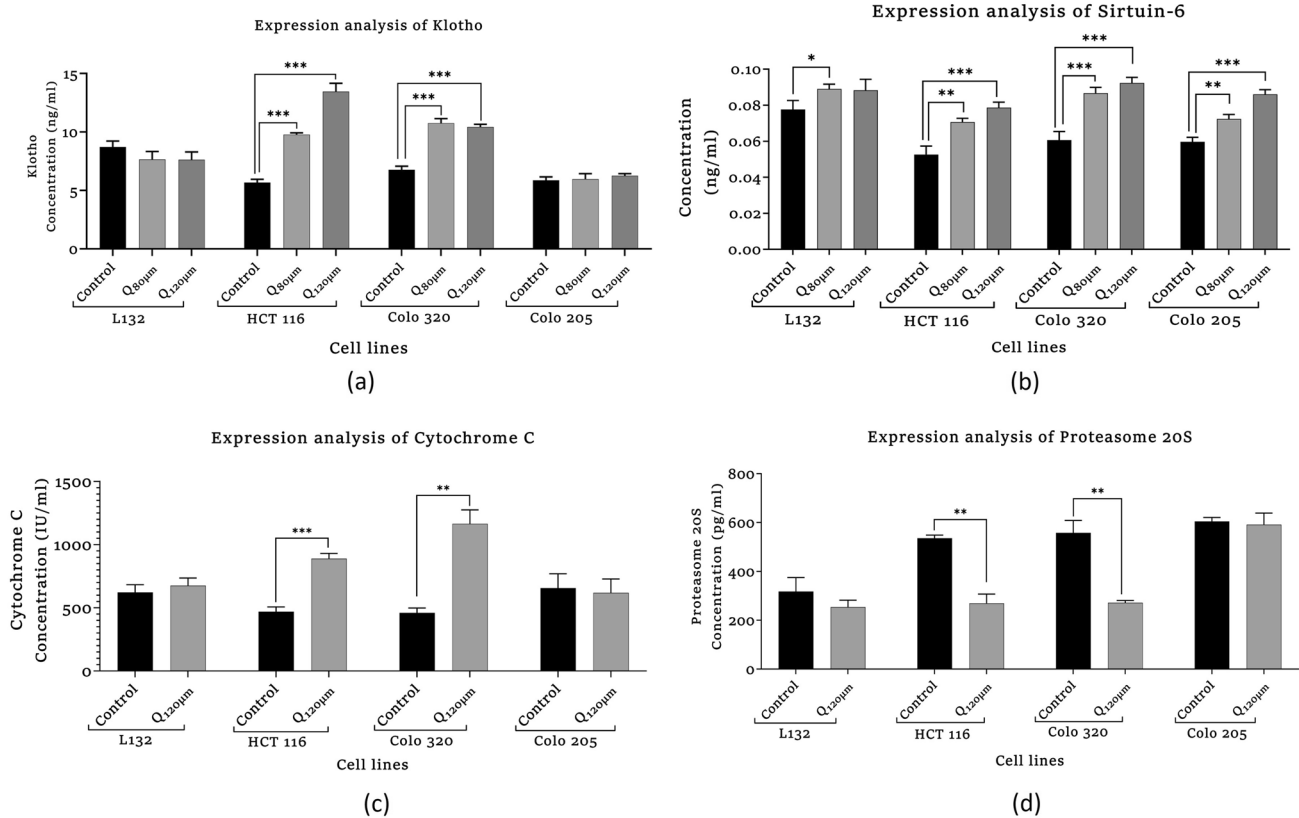 Expression analysis of Klotho
Klotho
Concentration (ng/ml)
15
10
5
0
***
***
***
***
Control
Q80µm
Q120µm
Control
Q80µm
Q120µm
Control
Q80µm
Q120µm
Control
Q80µm
Q120µm
L132
HCT 116
Colo 320
Colo 205
Cell lines
(a)
Expression analysis of Sirtuin-6
Concentration
(ng/ml)
0.10
0.08
0.06
0.04
0.02
0.00
*
***
**
***
***
***
**
Control
Q80µm
Q120µm
Control
Q80µm
Q120µm
Control
Q80µm
Q120µm
Control
Q80µm
Q120µm
L132
HCT 116
Colo 320
Colo 205
Cell lines
(b)
Expression analysis of Cytochrome C
Cytochrome C
Concentration (IU/ml)
1500
1000
500
0
***
**
Control
Q120µm
Control
Q120µm
Control
Q120µm
Control
Q120µm
L132
HCT 116
Colo 320
Colo 205
Cell lines
(c)
Expression analysis of Proteasome 20S
Proteasome 20S
Concentration (pg/ml)
800
600
400
200
0
**
**
Control
Q120µm
Control
Q120µm
Control
Q120µm
Control
Q120µm
L132
HCT 116
Colo 320
Colo 205
Cell lines
(d)